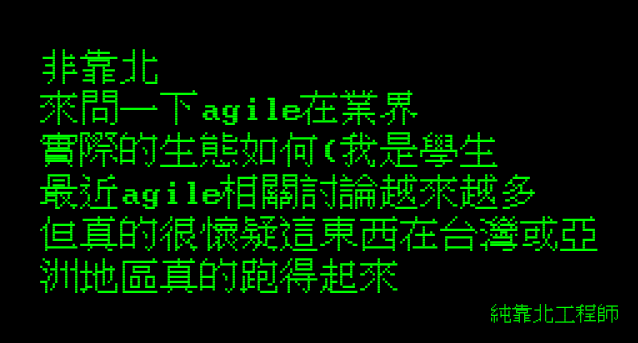 非靠北
來問一下agile在業界
實際的生態如何(我是學生
最近agile相關討論越來越多
但真的很懷疑這東西在台灣或亞
洲地區真的跑得起來
純靠北工程師